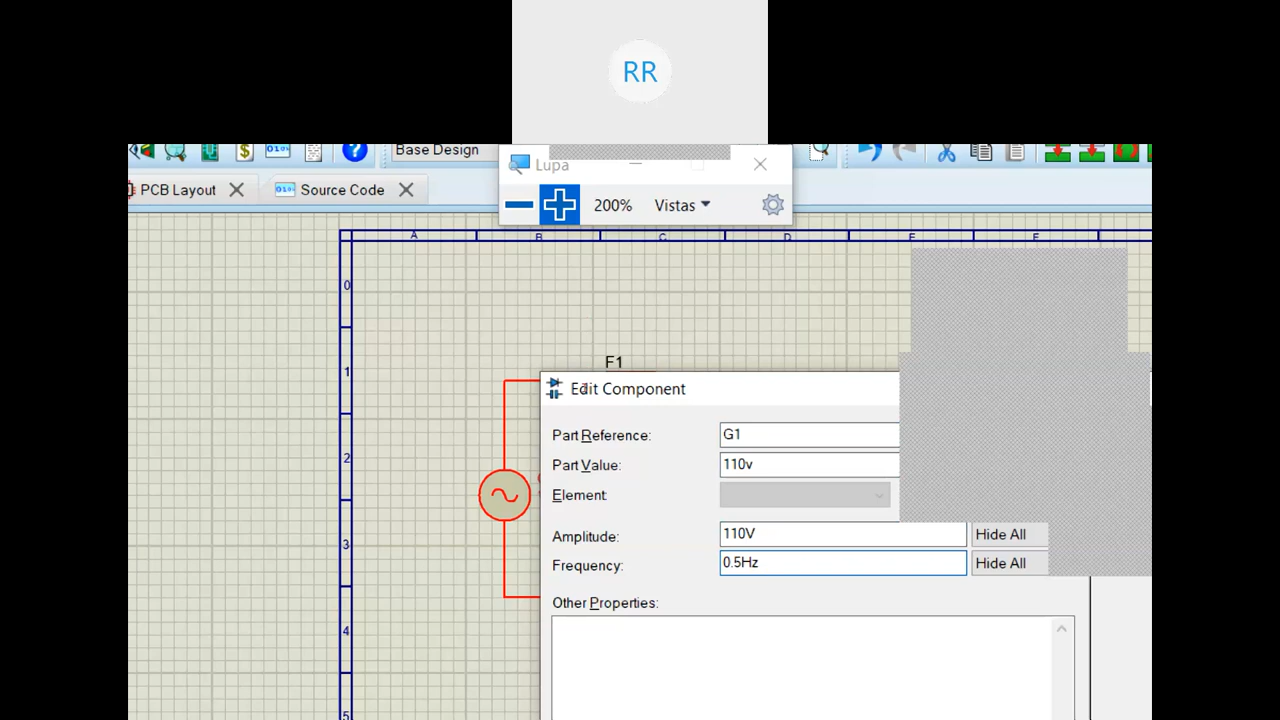 RR
Base Design
Lupa
PCB Layout
Source Code
200%
Vistas
A B C D E F
0
1
2
3
4
5
F1
Edit Component
Part Reference: G1
Part Value: 110v
Element:
Amplitude: 110V Hide All
Frequency: 0.5Hz Hide All
Other Properties: